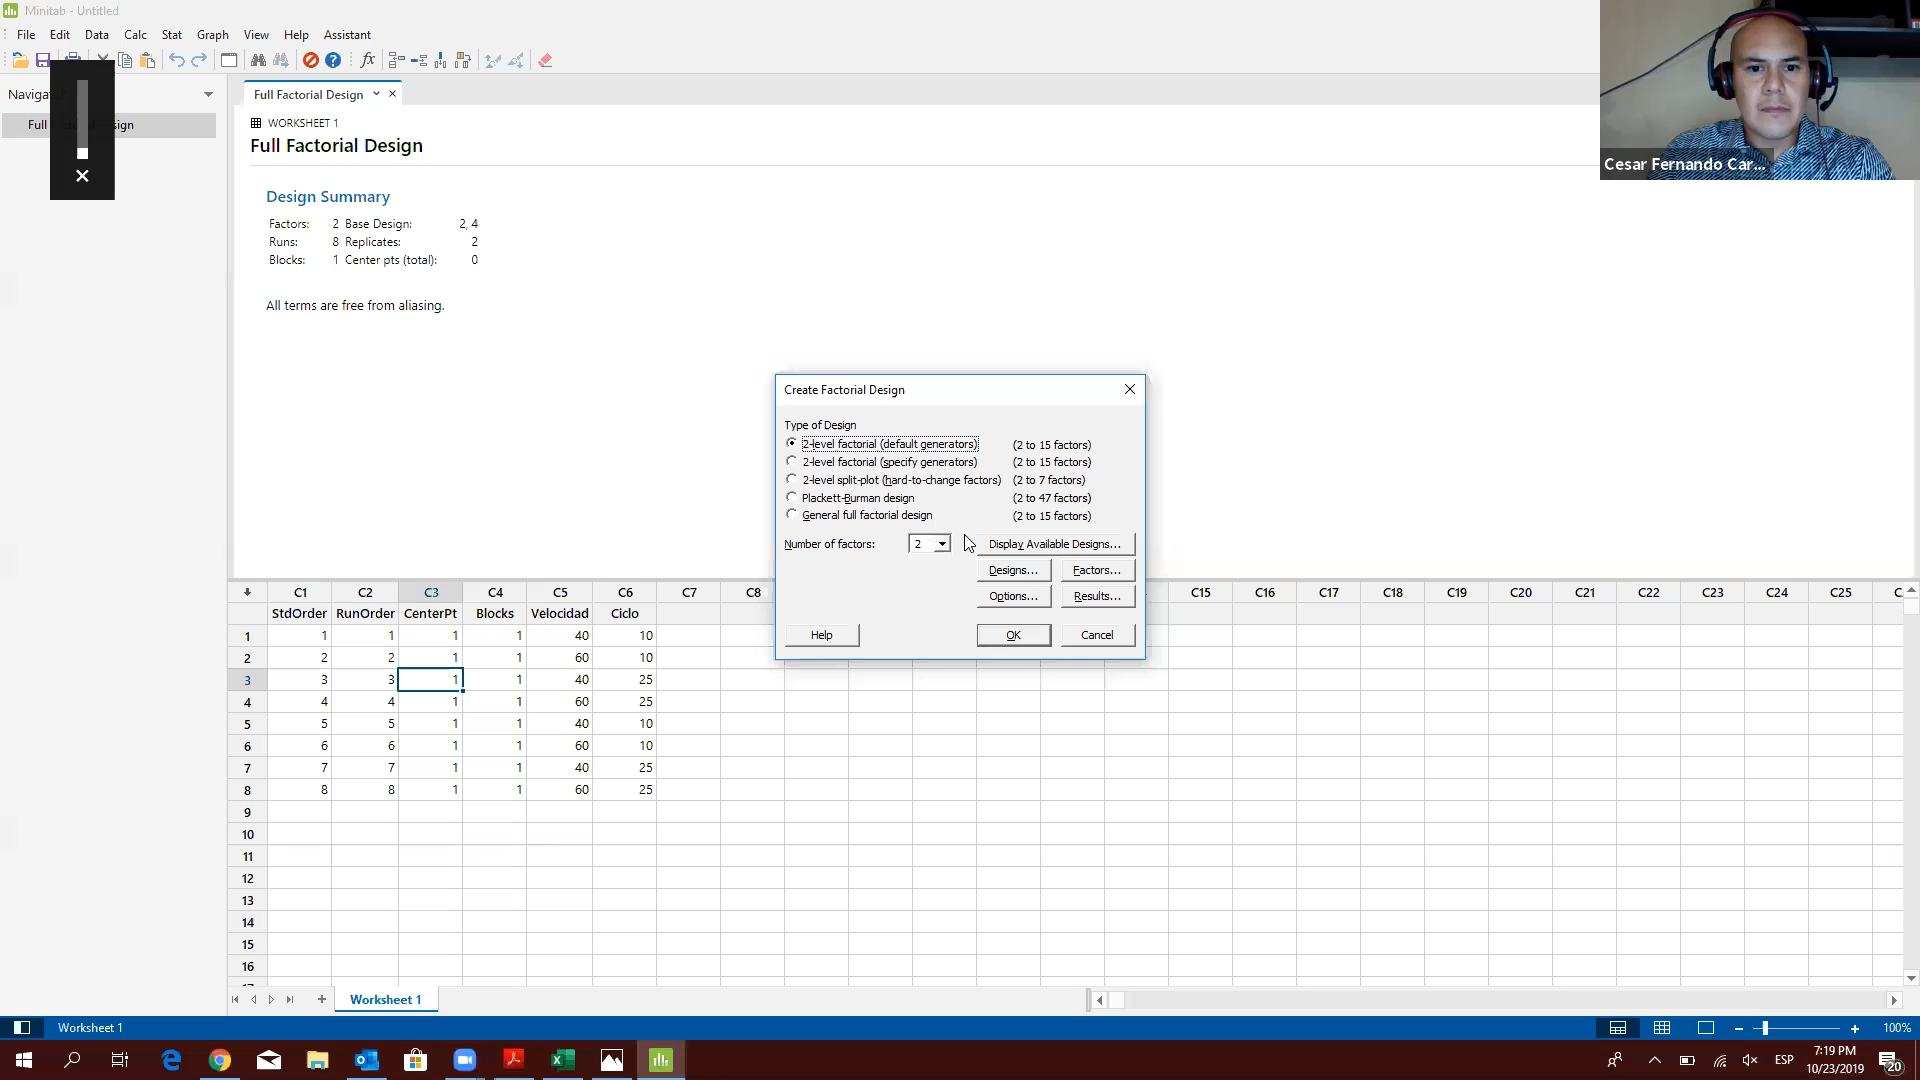 Minitab - Untitled
File Edit Data Calc Stat Graph View Help Assistant
Full Factorial Design
WORKSHEET 1
Full Factorial Design
Design Summary
Factors: 2 Base Design: 2, 4
Runs: 8 Replicates: 2
Blocks: 1 Center pts (total): 0
All terms are free from aliasing.
Cesar Fernando Car...
Create Factorial Design
Type of Design
2-level factorial (default generators) (2 to 15 factors)
2-level factorial (specify generators) (2 to 15 factors)
2-level split-plot (hard-to-change factors) (2 to 7 factors)
Plackett-Burman design (2 to 47 factors)
General full factorial design (2 to 15 factors)
Number of factors: 2 Display Available Designs...
Designs... Factors...
Options... Results...
Help OK Cancel
C1 C2 C3 C4 C5 C6 C7 C8 C15 C16 C17 C18 C19 C20 C21 C22 C23 C24 C25
StdOrder RunOrder CenterPt Blocks Velocidad Ciclo
1 1 1 1 1 40 10
2 2 2 1 1 60 10
3 3 3 1 1 40 25
4 4 4 1 1 60 25
5 5 5 1 1 40 10
6 6 6 1 1 60 10
7 7 7 1 1 40 25
8 8 8 1 1 60 25
9
10
11
12
13
14
15
16
Worksheet 1
Worksheet 1 100%
ESP 7:19 PM
10/23/2019
20